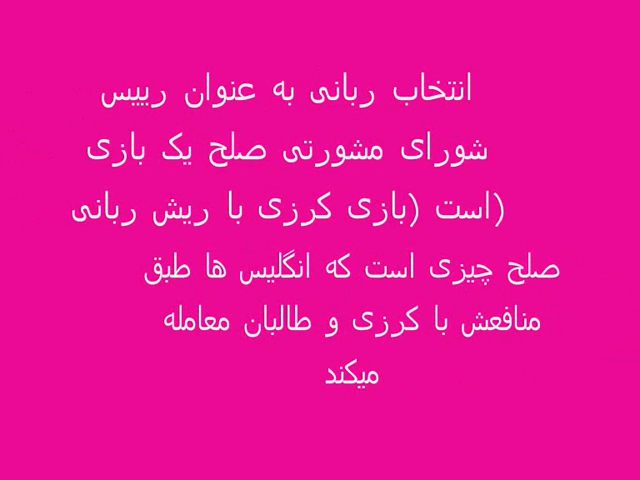 انتخاب ربانی به عنوان رییس
شورای مشورتی صلح یک بازی
(است (بازی کرزی با ریش ربانی
صلح چیزی است که انگلیس ها طبق
منافعش با کرزی و طالبان معامله
میکند